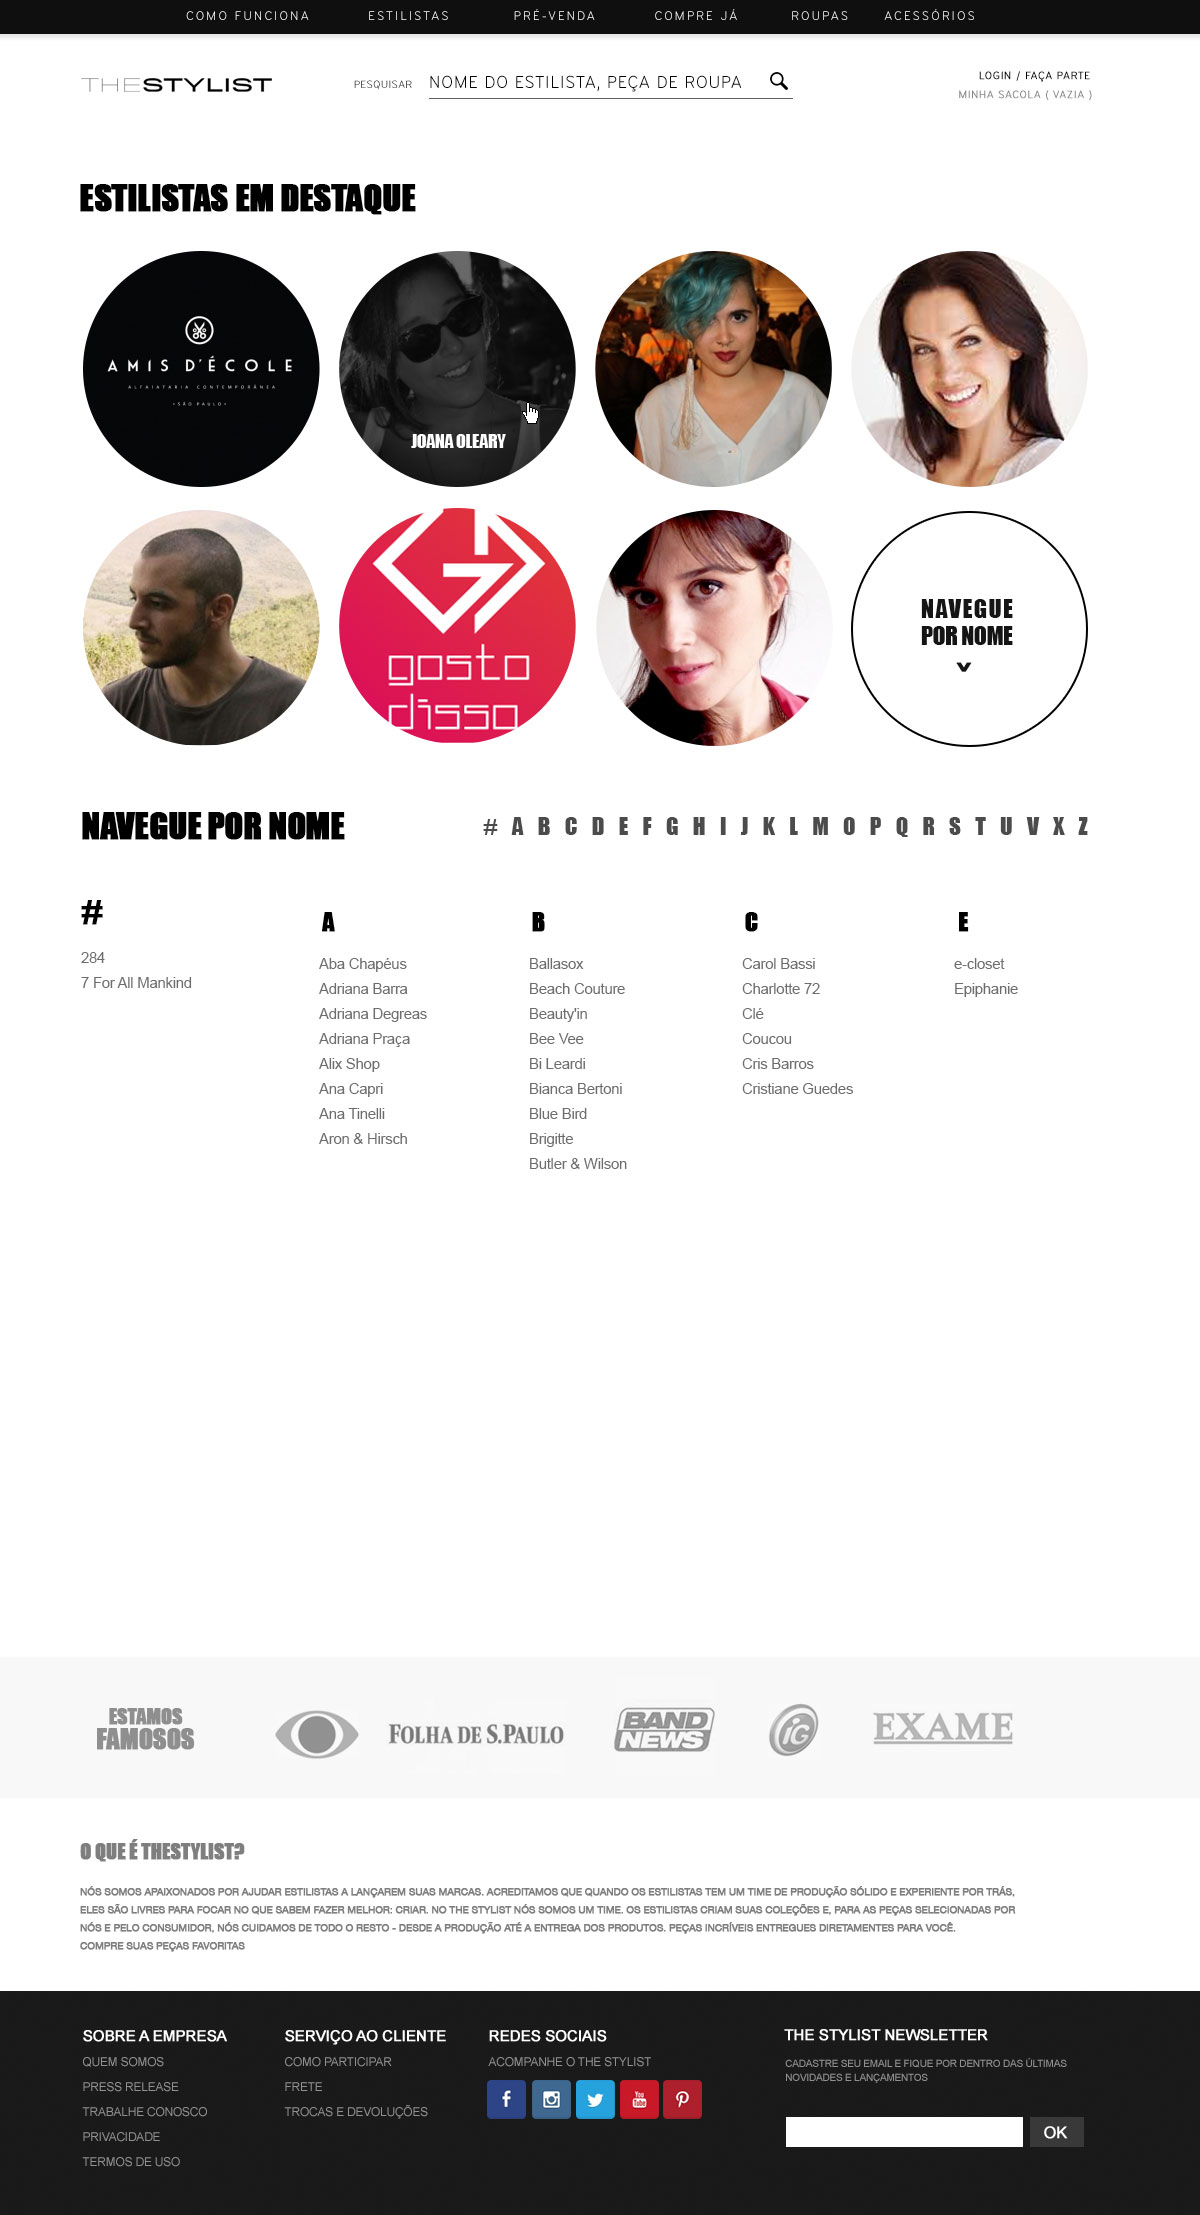 COMO FUNCIONA ESTILISTAS PRÉ-VENDA COMPRE JÁ ROUPAS ACESSÓRIOS
THESTYLIST
PESQUISAR NOME DO ESTILISTA, PEÇA DE ROUPA
LOGIN / FAÇA PARTE
MINHA SACOLA ( VAZIA )
ESTILISTAS EM DESTAQUE
AMIS D'ÉCOLE
ALFAIATARIA CONTEMPORÂNEA
•SÃO PAULO•
JOANA OLEARY
G
gosto
disso
NAVEGUE
POR NOME
NAVEGUE POR NOME
# A B C D E F G H I J K L M O P Q R S T U V X Z
#
284
7 For All Mankind
A
Aba Chapéus
Adriana Barra
Adriana Degreas
Adriana Praça
Alix Shop
Ana Capri
Ana Tinelli
Aron & Hirsch
B
Ballasox
Beach Couture
Beauty'in
Bee Vee
Bi Leardi
Bianca Bertoni
Blue Bird
Brigitte
Butler & Wilson
C
Carol Bassi
Charlotte 72
Clé
Coucou
Cris Barros
Cristiane Guedes
E
e-closet
Epiphanie
ESTAMOS
FAMOSOS
FOLHA DE S.PAULO
BAND
NEWS
iG
EXAME
O QUE É THESTYLIST?
NÓS SOMOS APAIXONADOS POR AJUDAR ESTILISTAS A LANÇAREM SUAS MARCAS. ACREDITAMOS QUE QUANDO OS ESTILISTAS TEM UM TIME DE PRODUÇÃO SÓLIDO E EXPERIENTE POR TRÁS,
ELES SÃO LIVRES PARA FOCAR NO QUE SABEM FAZER MELHOR: CRIAR. NO THE STYLIST NÓS SOMOS UM TIME. OS ESTILISTAS CRIAM SUAS COLEÇÕES E, PARA AS PEÇAS SELECIONADAS POR
NÓS E PELO CONSUMIDOR, NÓS CUIDAMOS DE TODO O RESTO - DESDE A PRODUÇÃO ATÉ A ENTREGA DOS PRODUTOS. PEÇAS INCRÍVEIS ENTREGUES DIRETAMENTES PARA VOCÊ.
COMPRE SUAS PEÇAS FAVORITAS
SOBRE A EMPRESA
QUEM SOMOS
PRESS RELEASE
TRABALHE CONOSCO
PRIVACIDADE
TERMOS DE USO
SERVIÇO AO CLIENTE
COMO PARTICIPAR
FRETE
TROCAS E DEVOLUÇÕES
REDES SOCIAIS
ACOMPANHE O THE STYLIST
You
Tube
THE STYLIST NEWSLETTER
CADASTRE SEU EMAIL E FIQUE POR DENTRO DAS ÚLTIMAS
NOVIDADES E LANÇAMENTOS
OK